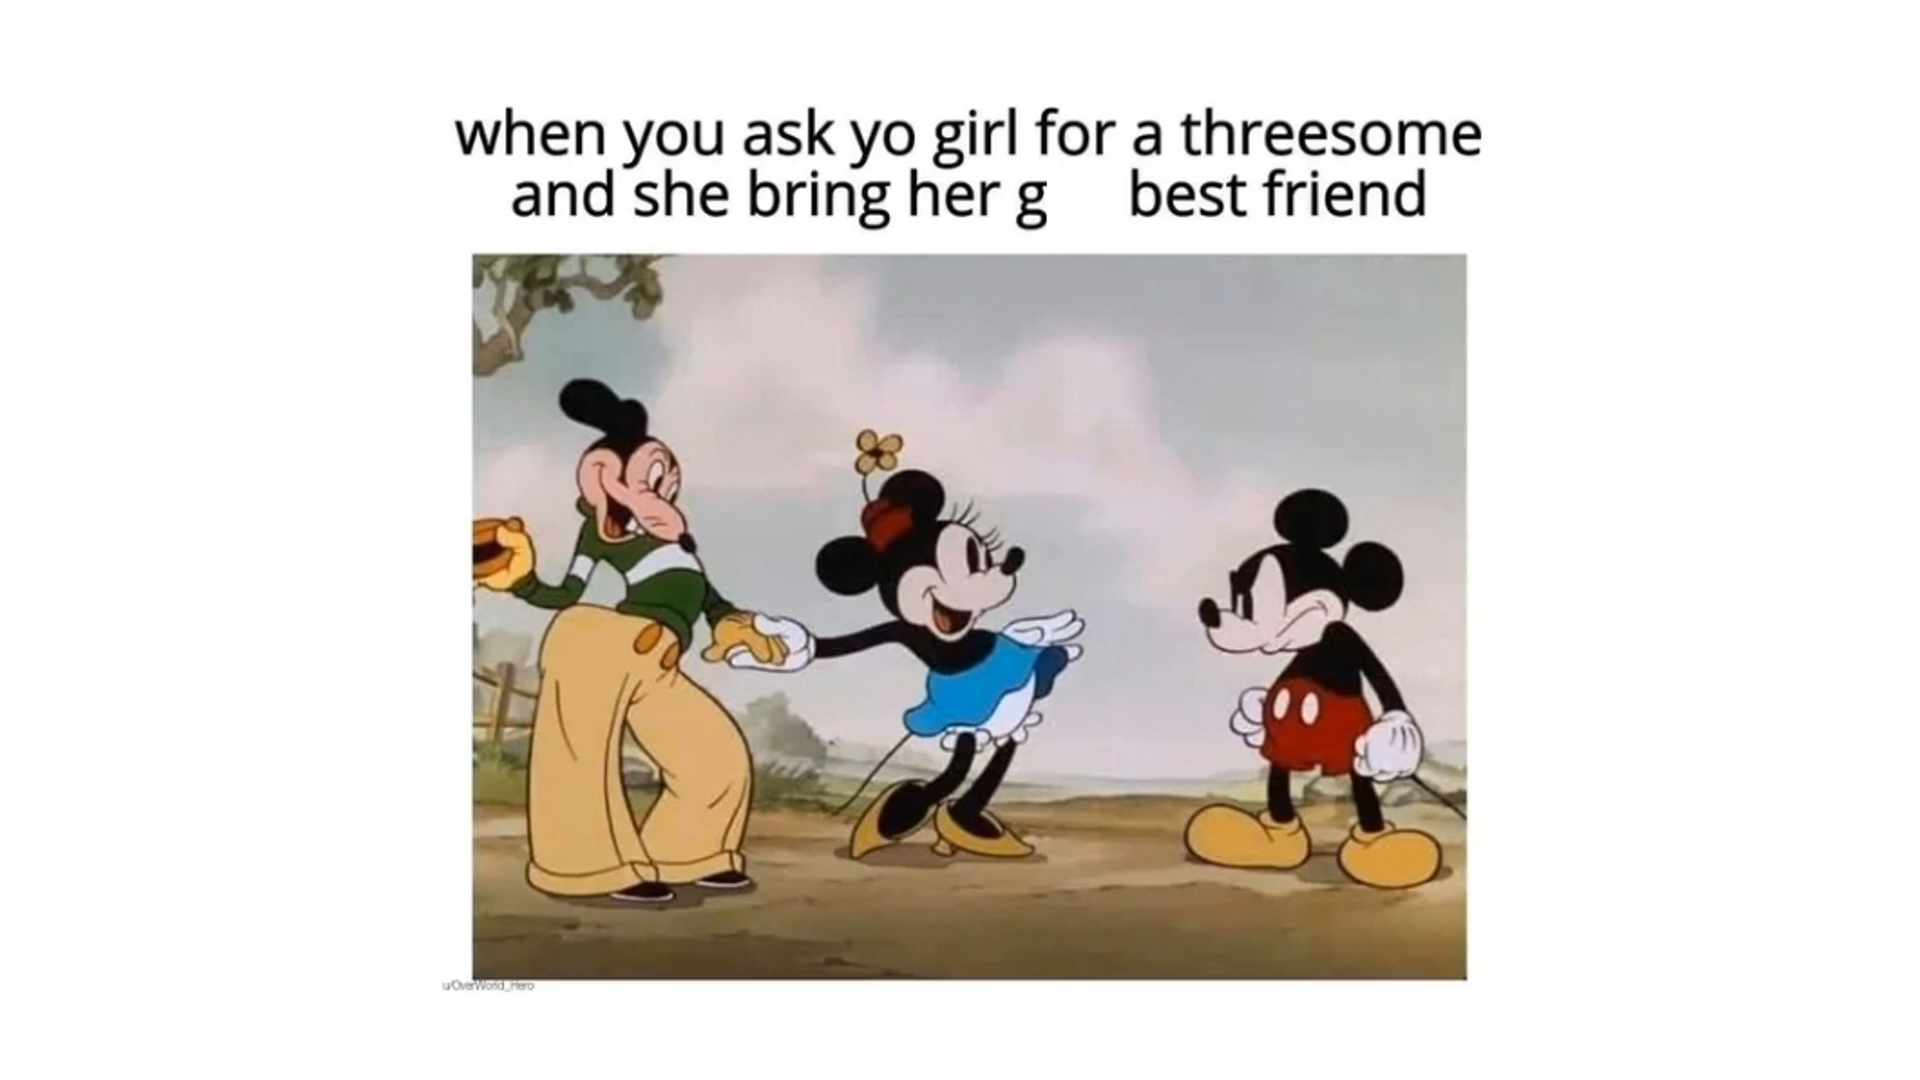 when you ask yo girl for a threesome
and she bring her g best friend
u/OverWorld_Hero